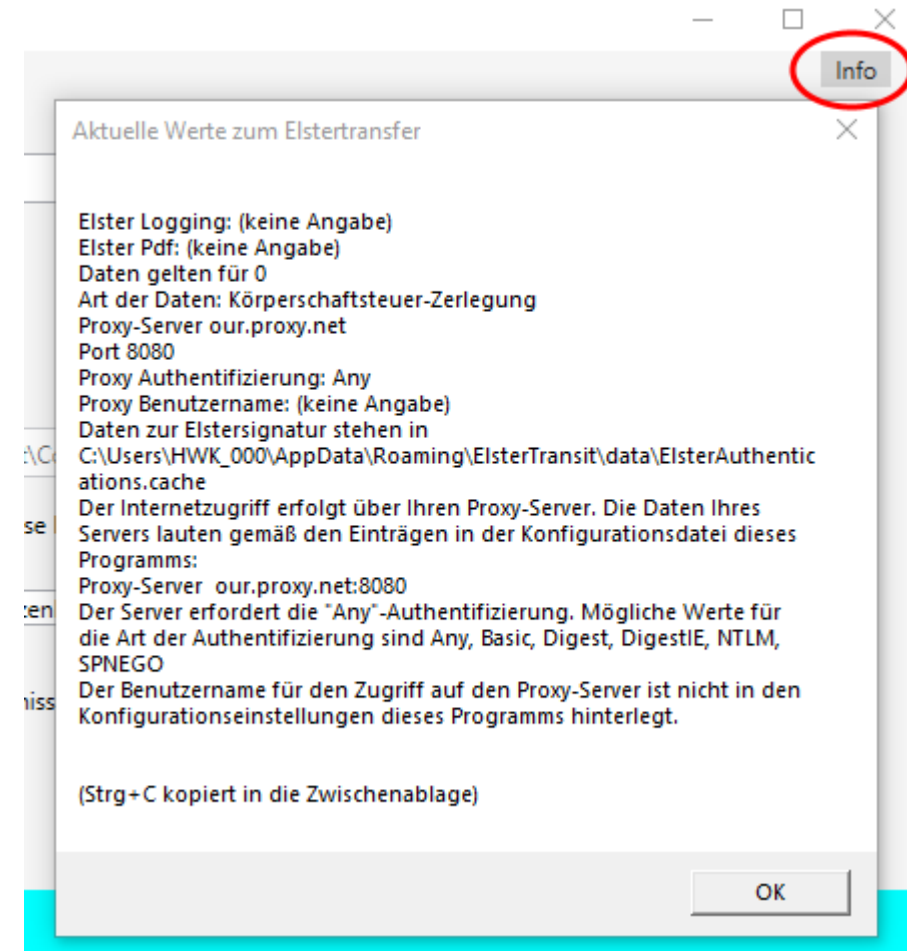 Info
Aktuelle Werte zum Elstertransfer
Elster Logging: (keine Angabe)
Elster Pdf: (keine Angabe)
Daten gelten für 0
Art der Daten: Körperschaftsteuer-Zerlegung
Proxy-Server our.proxy.net
Port 8080
Proxy Authentifizierung: Any
Proxy Benutzername: (keine Angabe)
Daten zur Elstersignatur stehen in
C:\Users\HWK_000\AppData\Roaming\ElsterTransit\data\ElsterAuthentic
ations.cache
Der Internetzugriff erfolgt über Ihren Proxy-Server. Die Daten Ihres
Servers lauten gemäß den Einträgen in der Konfigurationsdatei dieses
Programms:
Proxy-Server  our.proxy.net:8080
Der Server erfordert die "Any"-Authentifizierung. Mögliche Werte für
die Art der Authentifizierung sind Any, Basic, Digest, DigestIE, NTLM,
SPNEGO
Der Benutzername für den Zugriff auf den Proxy-Server ist nicht in den
Konfigurationseinstellungen dieses Programms hinterlegt.
(Strg+C kopiert in die Zwischenablage)
OK